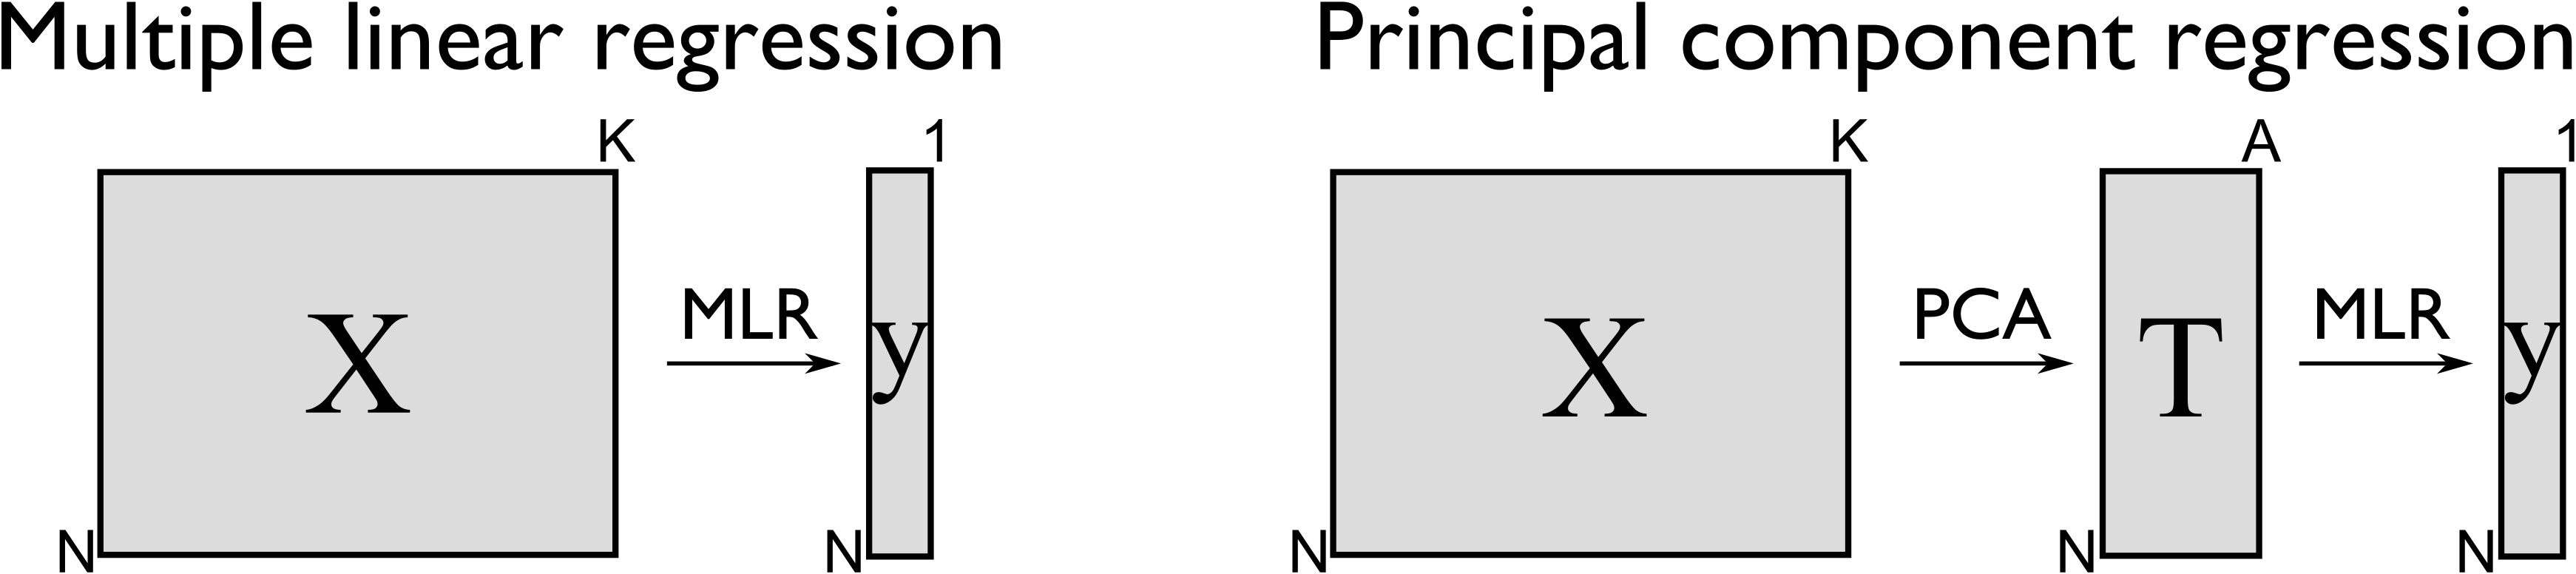 Multiple linear regression
K
1
X
MLR
y
N
N
Principal component regression
K
A
1
X
PCA
T
MLR
y
N
N
N